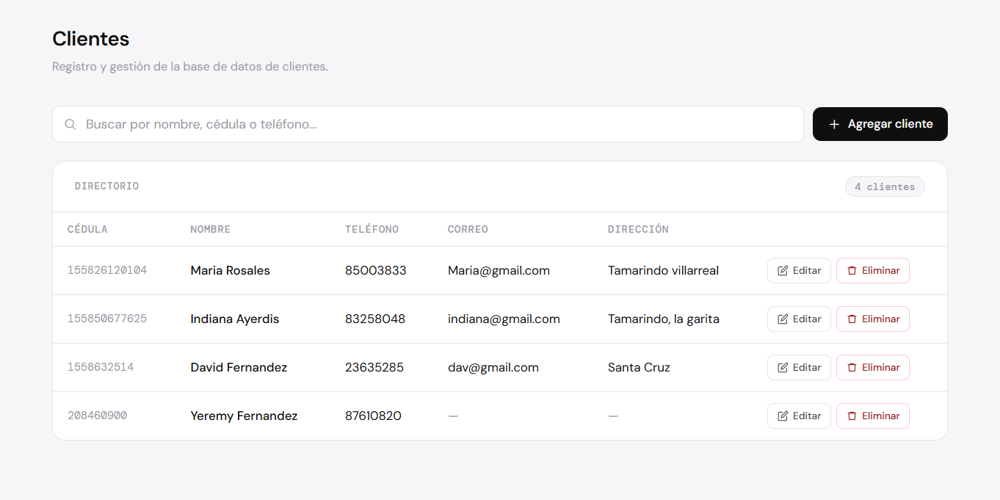 Clientes
Registro y gestión de la base de datos de clientes.
Buscar por nombre, cédula o teléfono...
+ Agregar cliente
DIRECTORIO
4 clientes
CÉDULA NOMBRE TELÉFONO CORREO DIRECCIÓN
155826120104 Maria Rosales 85003833 Maria@gmail.com Tamarindo villarreal Editar Eliminar
155850677625 Indiana Ayerdis 83258048 indiana@gmail.com Tamarindo, la garita Editar Eliminar
1558632514 David Fernandez 23635285 dav@gmail.com Santa Cruz Editar Eliminar
208460900 Yeremy Fernandez 87610820 — — Editar Eliminar